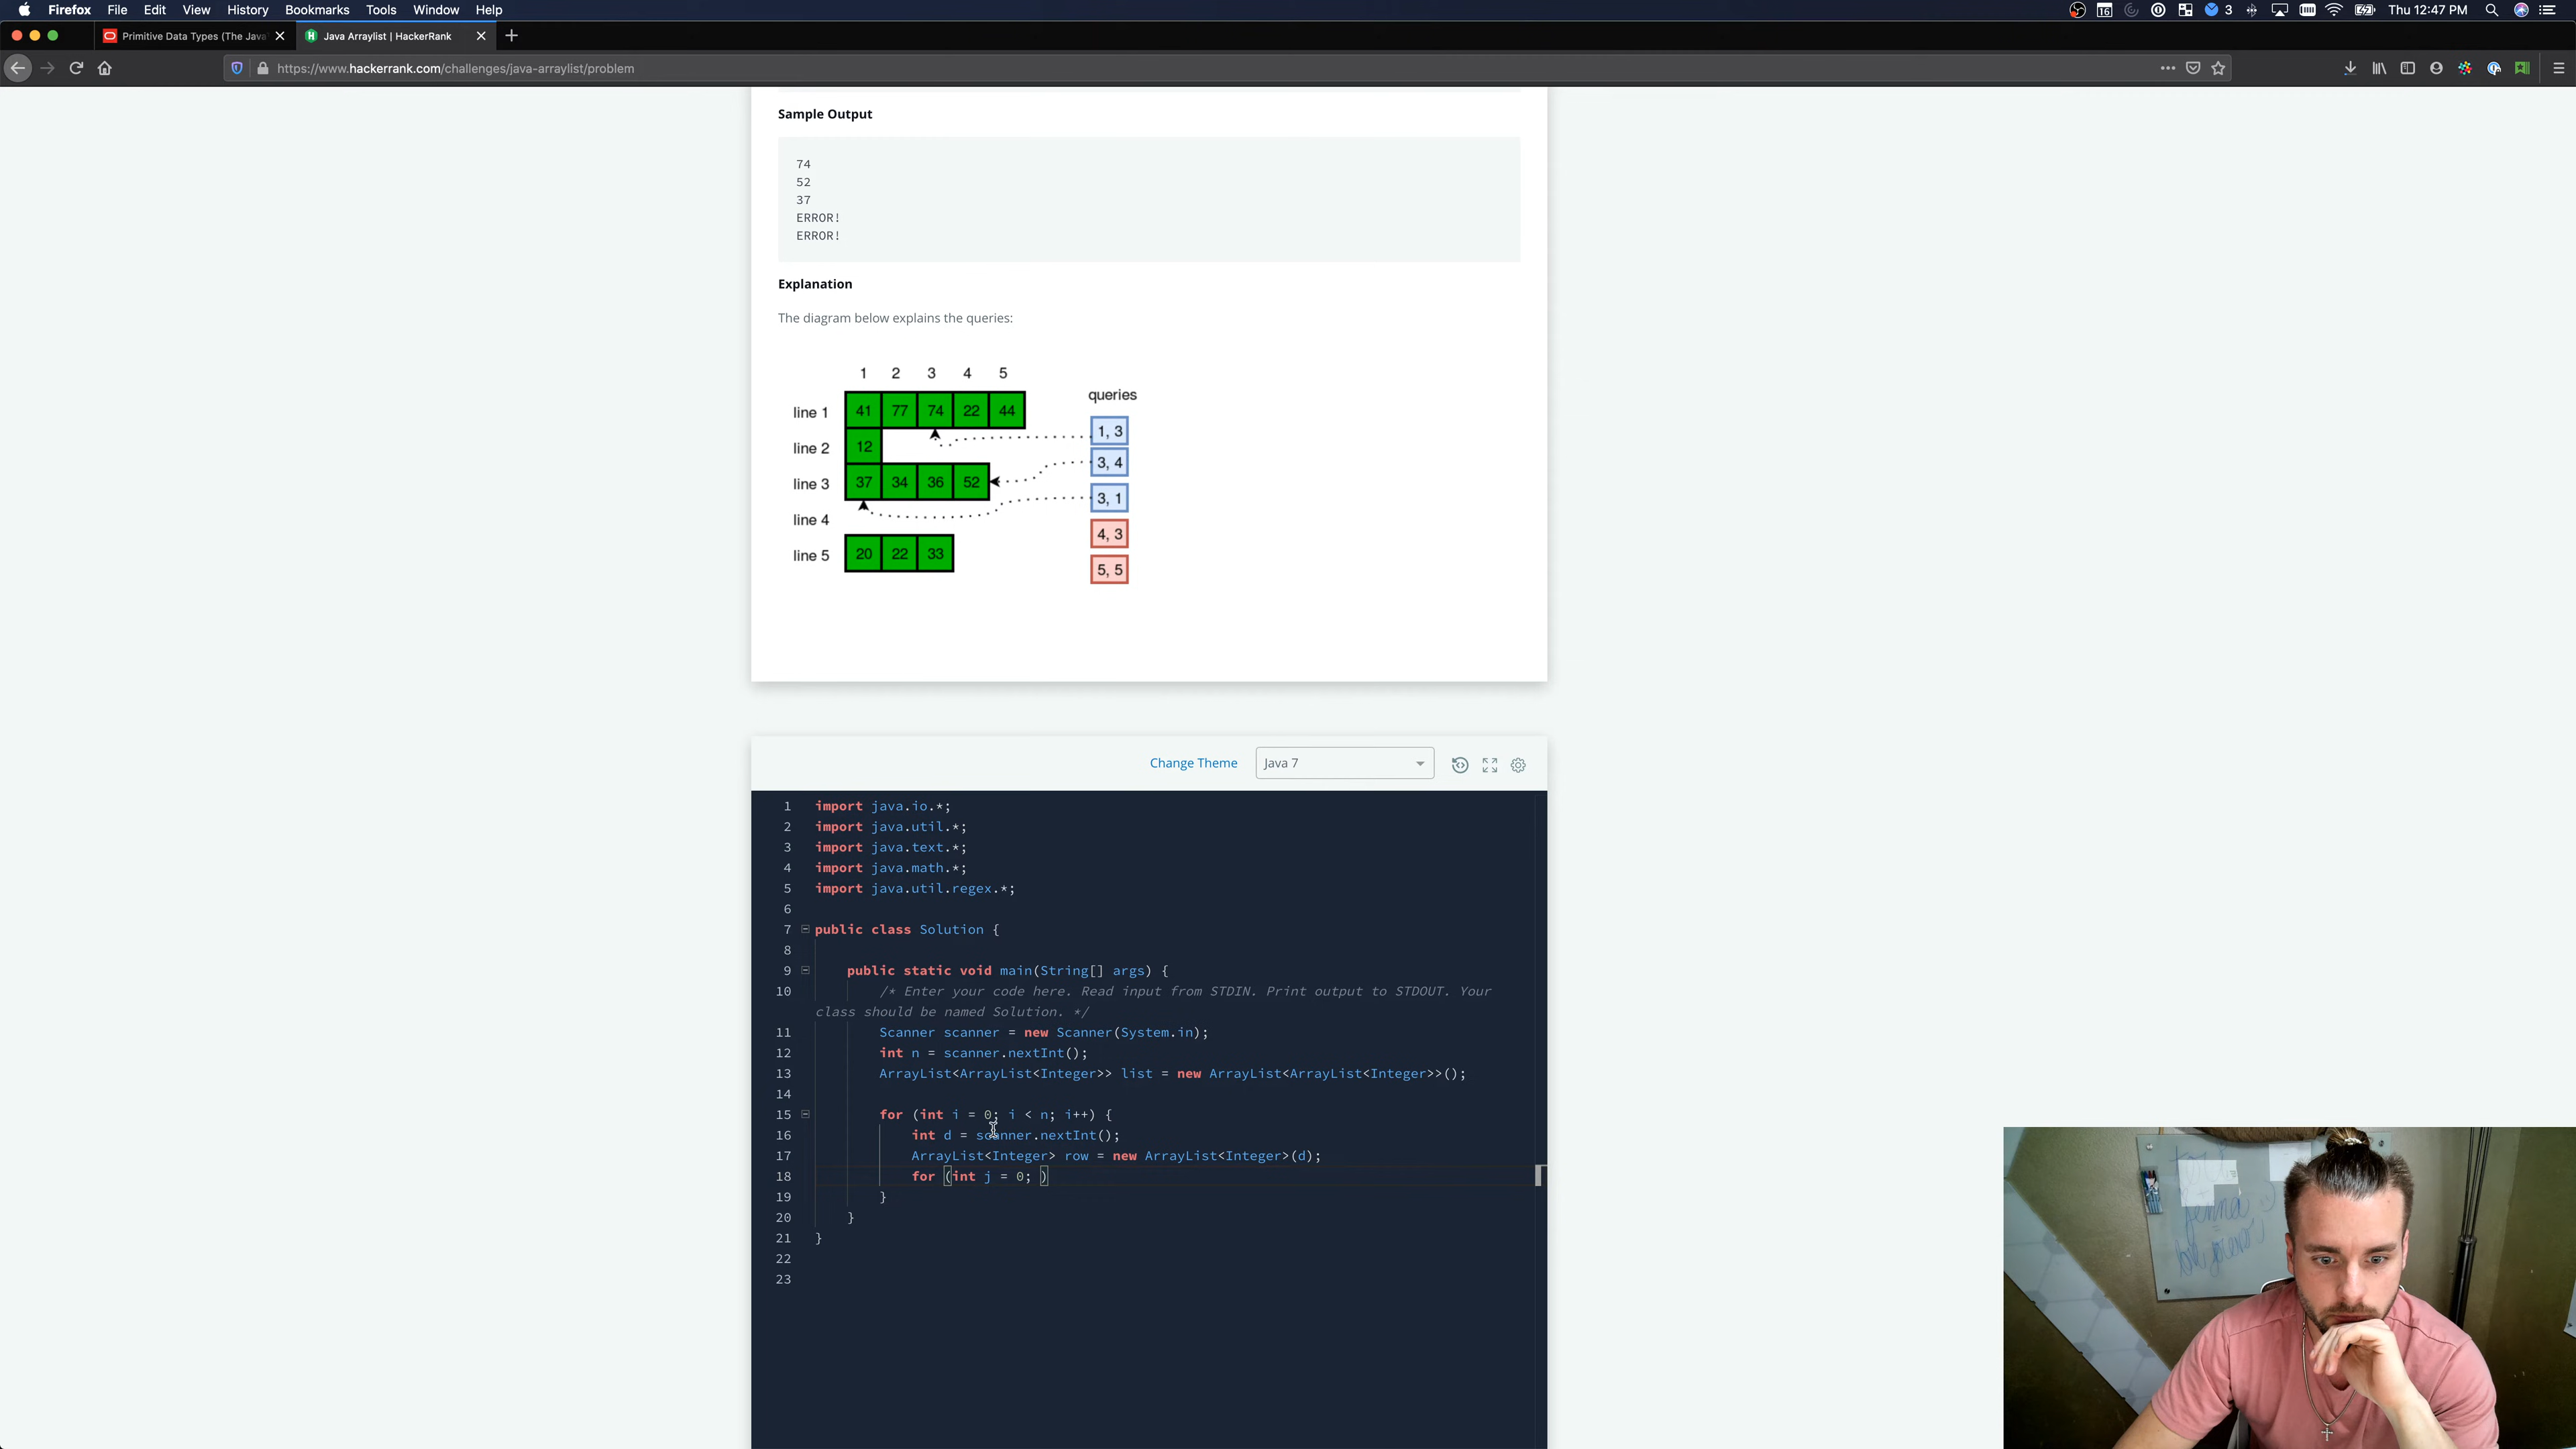 Firefox File Edit View History Bookmarks Tools Window Help
16
3
Thu 12:47 PM
Primitive Data Types (The Java
Java Arraylist | HackerRank
https://www.hackerrank.com/challenges/java-arraylist/problem
Sample Output
74
52
37
ERROR!
ERROR!
Explanation
The diagram below explains the queries:
1 2 3 4 5
queries
line 1 41 77 74 22 44
1, 3
line 2 12
3, 4
line 3 37 34 36 52
3, 1
line 4
4, 3
line 5 20 22 33
5, 5
Change Theme
Java 7
1 import java.io.*;
2 import java.util.*;
3 import java.text.*;
4 import java.math.*;
5 import java.util.regex.*;
6
7 public class Solution {
8
9 public static void main(String[] args) {
10 /* Enter your code here. Read input from STDIN. Print output to STDOUT. Your
class should be named Solution. */
11 Scanner scanner = new Scanner(System.in);
12 int n = scanner.nextInt();
13 ArrayList<ArrayList<Integer>> list = new ArrayList<ArrayList<Integer>>();
14
15 for (int i = 0; i < n; i++) {
16 int d = scanner.nextInt();
17 ArrayList<Integer> row = new ArrayList<Integer>(d);
18 for (int j = 0; )
19 }
20 }
21 }
22
23